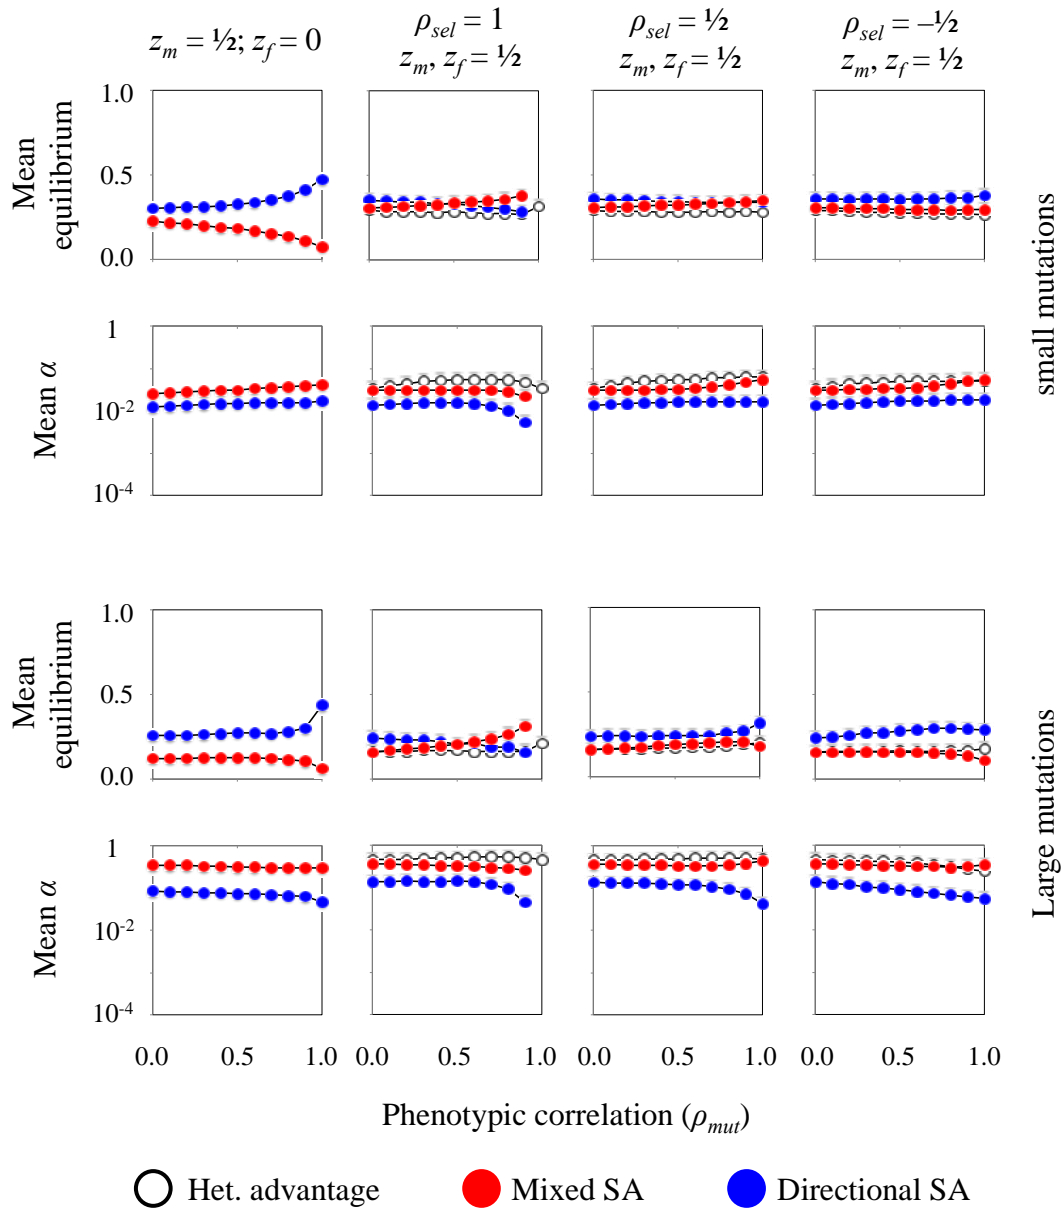 z_m = ½; z_f = 0
ρ_sel = 1
z_m, z_f = ½
ρ_sel = ½
z_m, z_f = ½
ρ_sel = –½
z_m, z_f = ½
Mean
equilibrium
1.0
0.5
0.0
Mean α
1
10^-2
10^-4
small mutations
Mean
equilibrium
1.0
0.5
0.0
Mean α
1
10^-2
10^-4
Large mutations
0.0 0.5 1.0 0.0 0.5 1.0 0.0 0.5 1.0 0.0 0.5 1.0
Phenotypic correlation (ρ_mut)
Het. advantage Mixed SA Directional SA